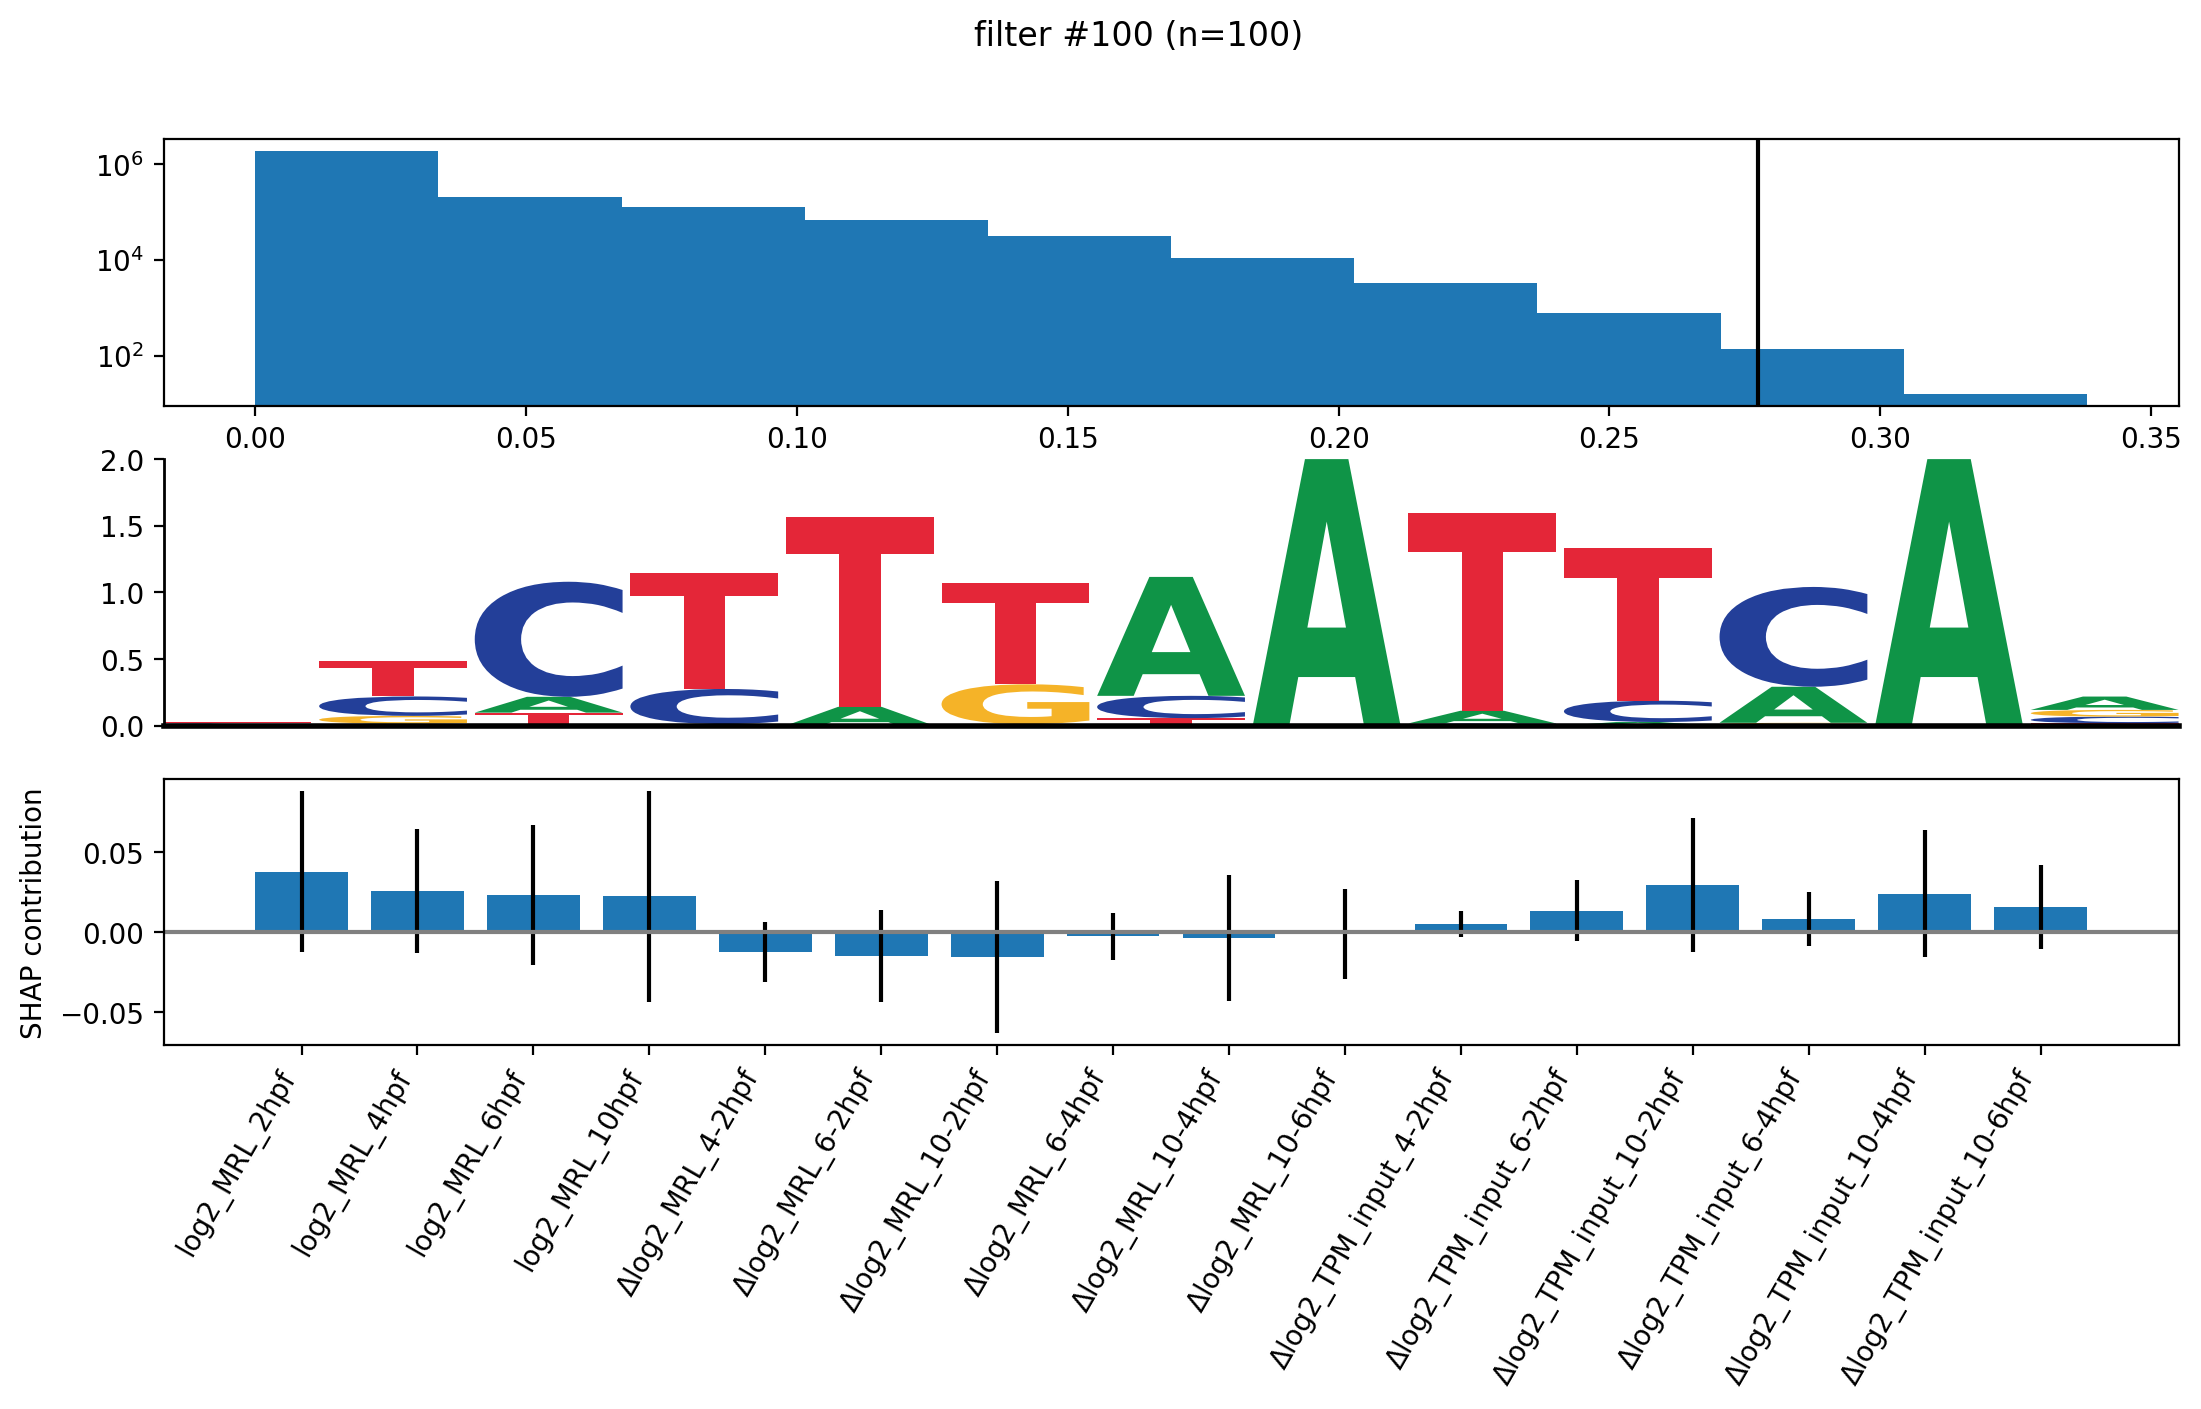 filter #100 (n=100)
10⁶
10⁴
10²
0.00 0.05 0.10 0.15 0.20 0.25 0.30 0.35
2.0
1.5
1.0
0.5
0.0
T
T C G
C A T
T C
T A
T G
A C T
A
T A
T C
C A
A
A G C
SHAP contribution
0.05
0.00
−0.05
log2_MRL_2hpf
log2_MRL_4hpf
log2_MRL_6hpf
log2_MRL_10hpf
Δlog2_MRL_4-2hpf
Δlog2_MRL_6-2hpf
Δlog2_MRL_10-2hpf
Δlog2_MRL_6-4hpf
Δlog2_MRL_10-4hpf
Δlog2_MRL_10-6hpf
Δlog2_TPM_input_4-2hpf
Δlog2_TPM_input_6-2hpf
Δlog2_TPM_input_10-2hpf
Δlog2_TPM_input_6-4hpf
Δlog2_TPM_input_10-4hpf
Δlog2_TPM_input_10-6hpf